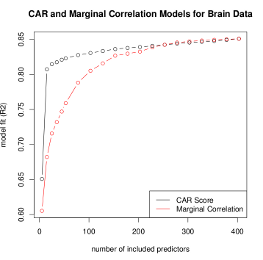 CAR and Marginal Correlation Models for Brain Data
model fit (R2)
0.85
0.80
0.75
0.70
0.65
0.60
CAR Score
Marginal Correlation
0 100 200 300 400
number of included predictors